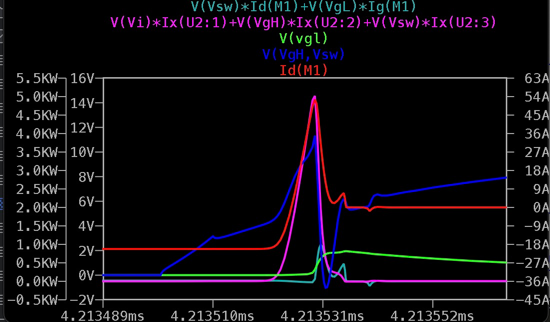 V(Vsw)*Id(M1)+V(VgL)*Ig(M1)
V(Vi)*Ix(U2:1)+V(VgH)*Ix(U2:2)+V(Vsw)*Ix(U2:3)
V(vgl)
V(VgH,Vsw)
Id(M1)
5.5KW 16V 63A
5.0KW 14V 54A
4.5KW 45A
4.0KW 12V 36A
3.5KW 10V 27A
3.0KW 8V 18A
2.5KW 9A
2.0KW 6V 0A
1.5KW 4V -9A
1.0KW 2V -18A
0.5KW 0V -27A
0.0KW -36A
-0.5KW -2V -45A
4.213489ms 4.213510ms 4.213531ms 4.213552ms